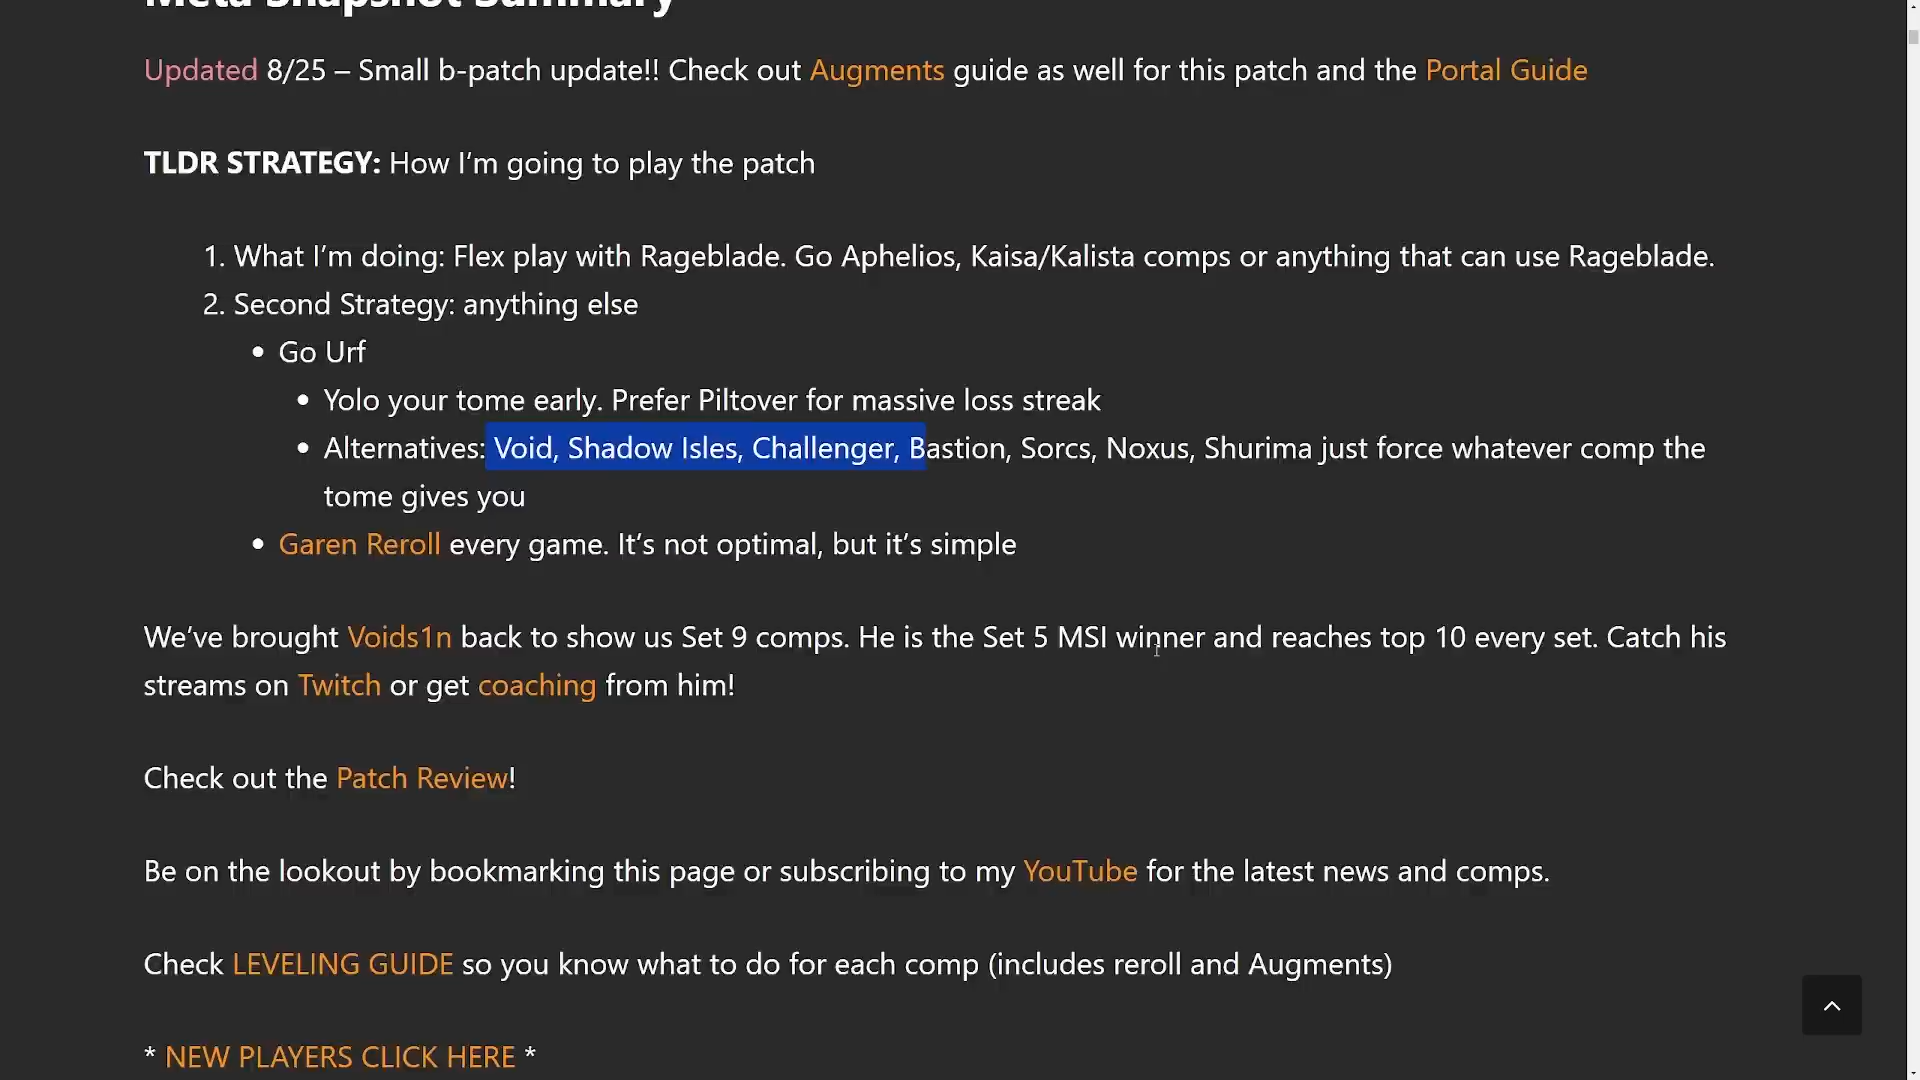 Meta Snapshot Summary
Updated 8/25 – Small b-patch update!! Check out Augments guide as well for this patch and the Portal Guide
TLDR STRATEGY: How I’m going to play the patch
1. What I’m doing: Flex play with Rageblade. Go Aphelios, Kaisa/Kalista comps or anything that can use Rageblade.
2. Second Strategy: anything else
• Go Urf
• Yolo your tome early. Prefer Piltover for massive loss streak
• Alternatives: Void, Shadow Isles, Challenger, Bastion, Sorcs, Noxus, Shurima just force whatever comp the
tome gives you
• Garen Reroll every game. It’s not optimal, but it’s simple
We’ve brought Voids1n back to show us Set 9 comps. He is the Set 5 MSI winner and reaches top 10 every set. Catch his
streams on Twitch or get coaching from him!
Check out the Patch Review!
Be on the lookout by bookmarking this page or subscribing to my YouTube for the latest news and comps.
Check LEVELING GUIDE so you know what to do for each comp (includes reroll and Augments)
* NEW PLAYERS CLICK HERE *